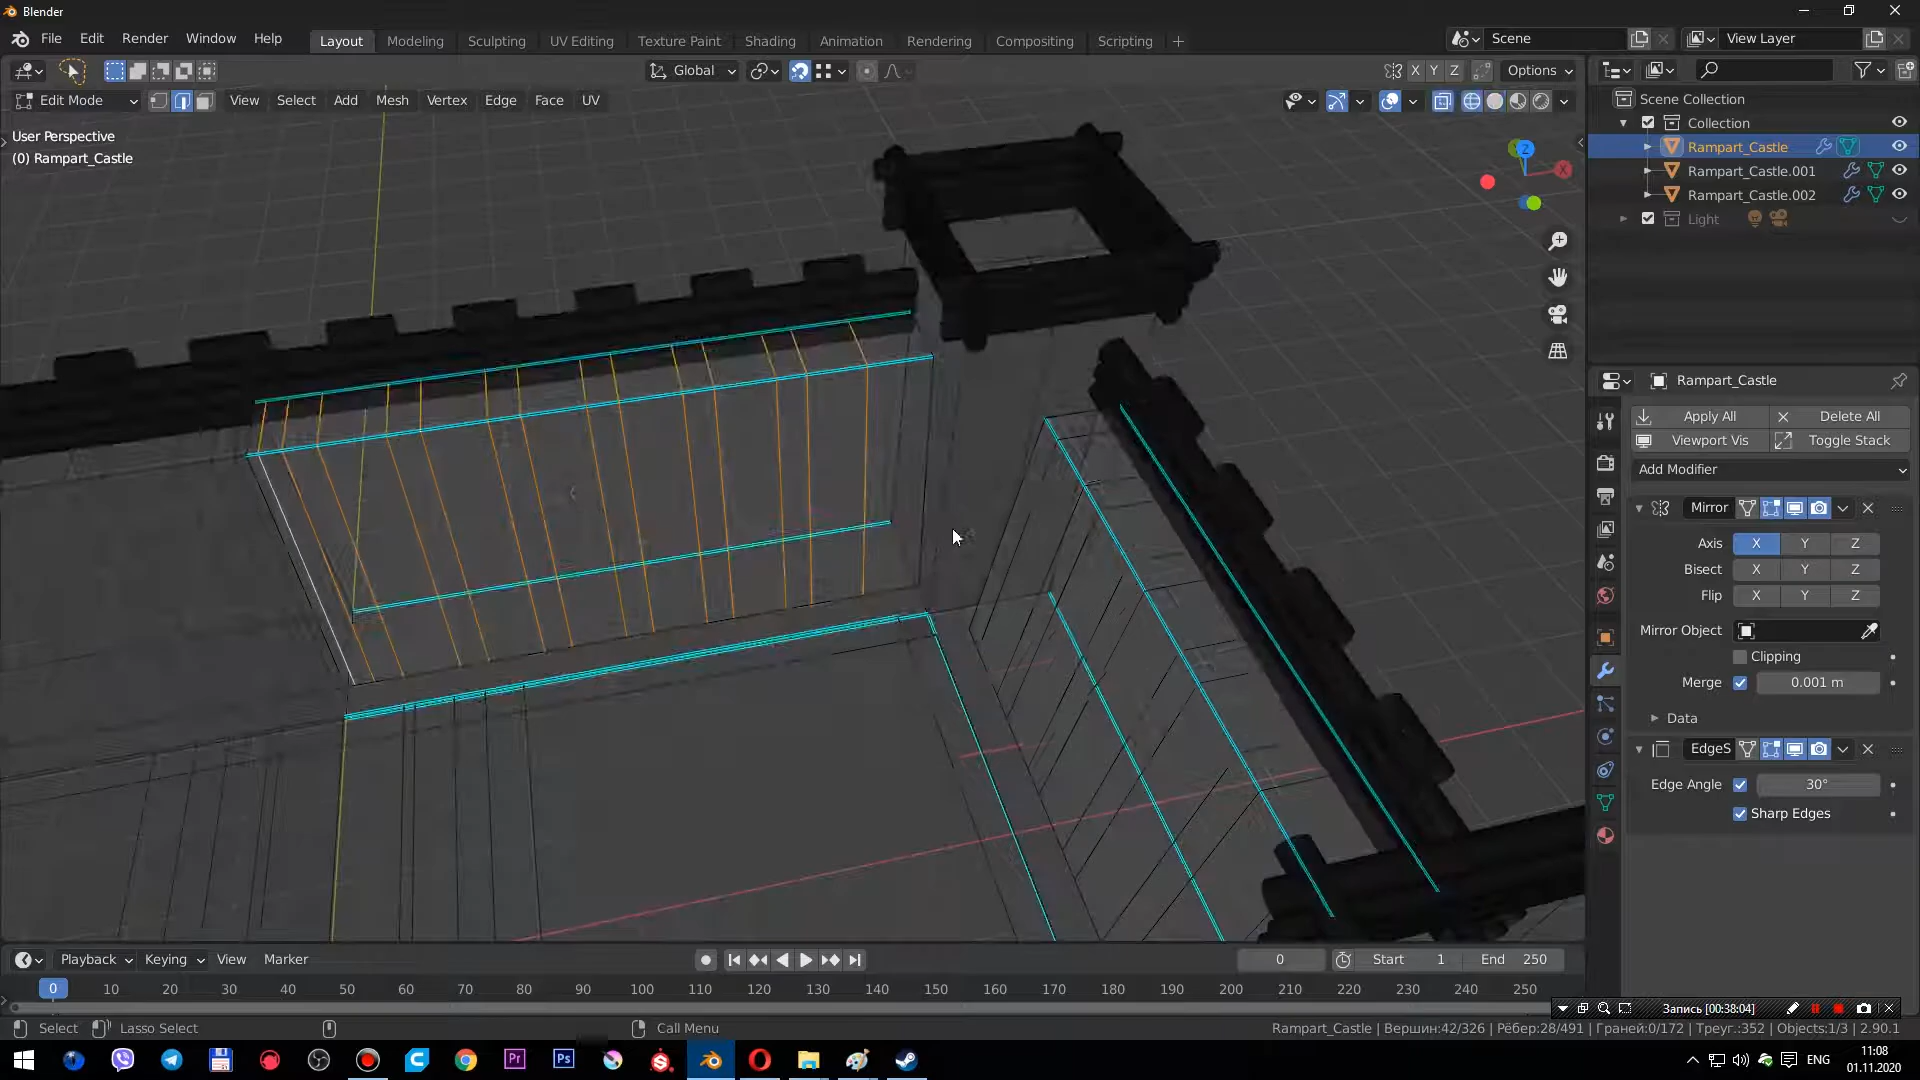 Blender
File Edit Render Window Help
Layout Modeling Sculpting UV Editing Texture Paint Shading Animation Rendering Compositing Scripting +
Scene
View Layer
Global
X Y Z
Options
Edit Mode
View Select Add Mesh Vertex Edge Face UV
User Perspective
(0) Rampart_Castle
Z
X
Scene Collection
Collection
Rampart_Castle
Rampart_Castle.001
Rampart_Castle.002
Light
Rampart_Castle
Apply All
Delete All
Viewport Vis
Toggle Stack
Add Modifier
Mirror
Axis X Y Z
Bisect X Y Z
Flip X Y Z
Mirror Object
Clipping
Merge 0.001 m
Data
EdgeS
Edge Angle 30°
Sharp Edges
Playback Keying View Marker
0
Start 1
End 250
0 10 20 30 40 50 60 70 80 90 100 110 120 130 140 150 160 170 180 190 200 210 220 230 240 250
Запись [00:38:04]
Select
Lasso Select
Call Menu
Rampart_Castle | Вершин:42/326 | Рёбер:28/491 | Граней:0/172 | Треуг.:352 | Objects:1/3 | 2.90.1
Pr
Ps
ENG
11:08
01.11.2020